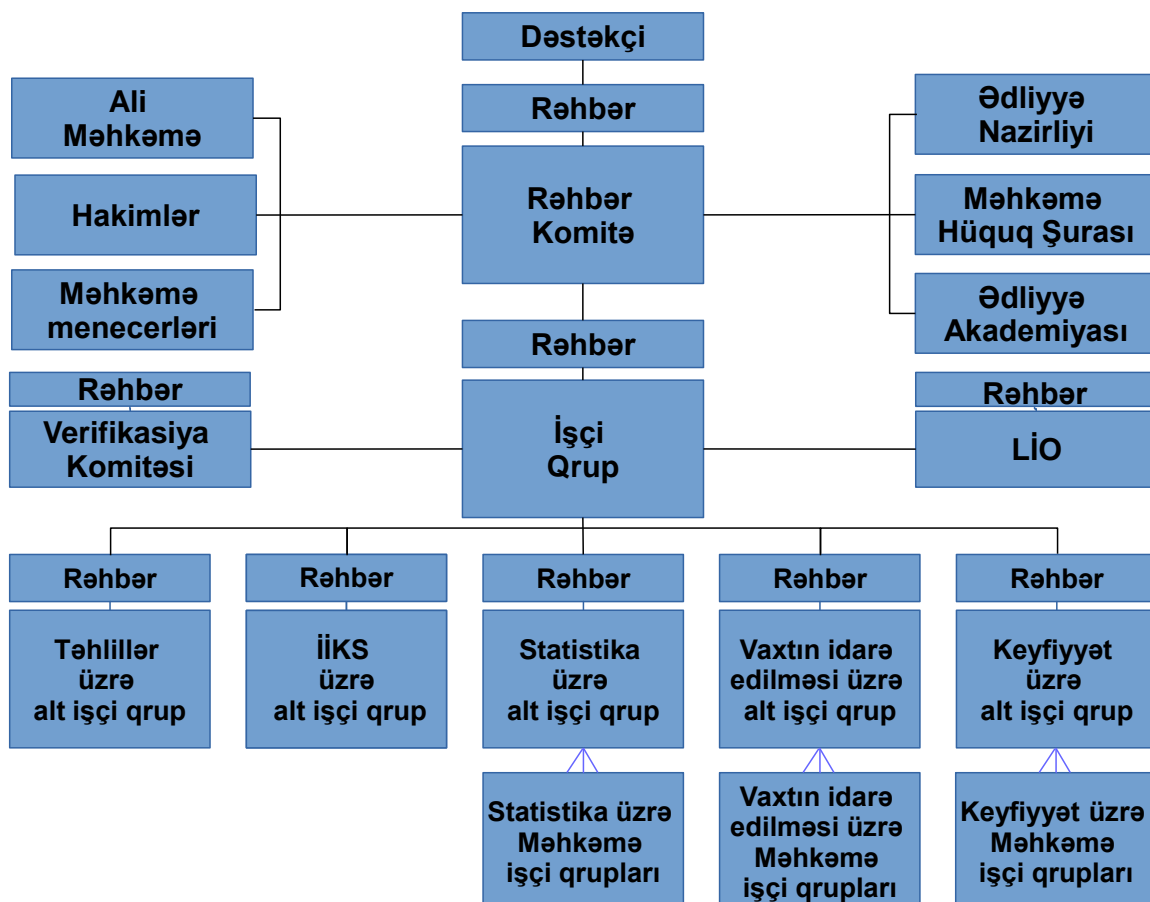 Dəstəkçi
Rəhbər
Ali
Məhkəmə
Hakimlər
Məhkəmə
menecerləri
Rəhbər
Komitə
Ədliyyə
Nazirliyi
Məhkəmə
Hüquq Şurası
Ədliyyə
Akademiyası
Rəhbər
Rəhbər
Verifikasiya
Komitəsi
İşçi
Qrup
Rəhbər
LİO
Rəhbər
Təhlillər
üzrə
alt işçi qrup
Rəhbər
İİKS
üzrə
alt işçi qrup
Rəhbər
Statistika
üzrə
alt işçi qrup
Rəhbər
Vaxtın idarə
edilməsi üzrə
alt işçi qrup
Rəhbər
Keyfiyyət
üzrə
alt işçi qrup
Statistika üzrə
Məhkəmə
işçi qrupları
Vaxtın idarə
edilməsi üzrə
Məhkəmə
işçi qrupları
Keyfiyyət üzrə
Məhkəmə
işçi qrupları